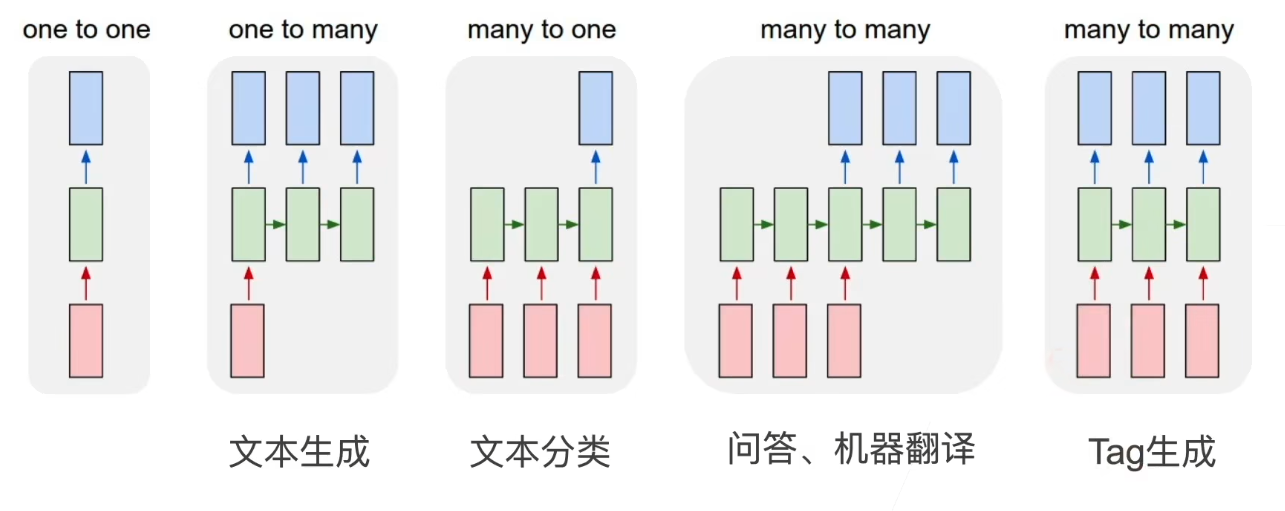 one to one
one to many
many to one
many to many
many to many
文本生成
文本分类
问答、机器翻译
Tag生成